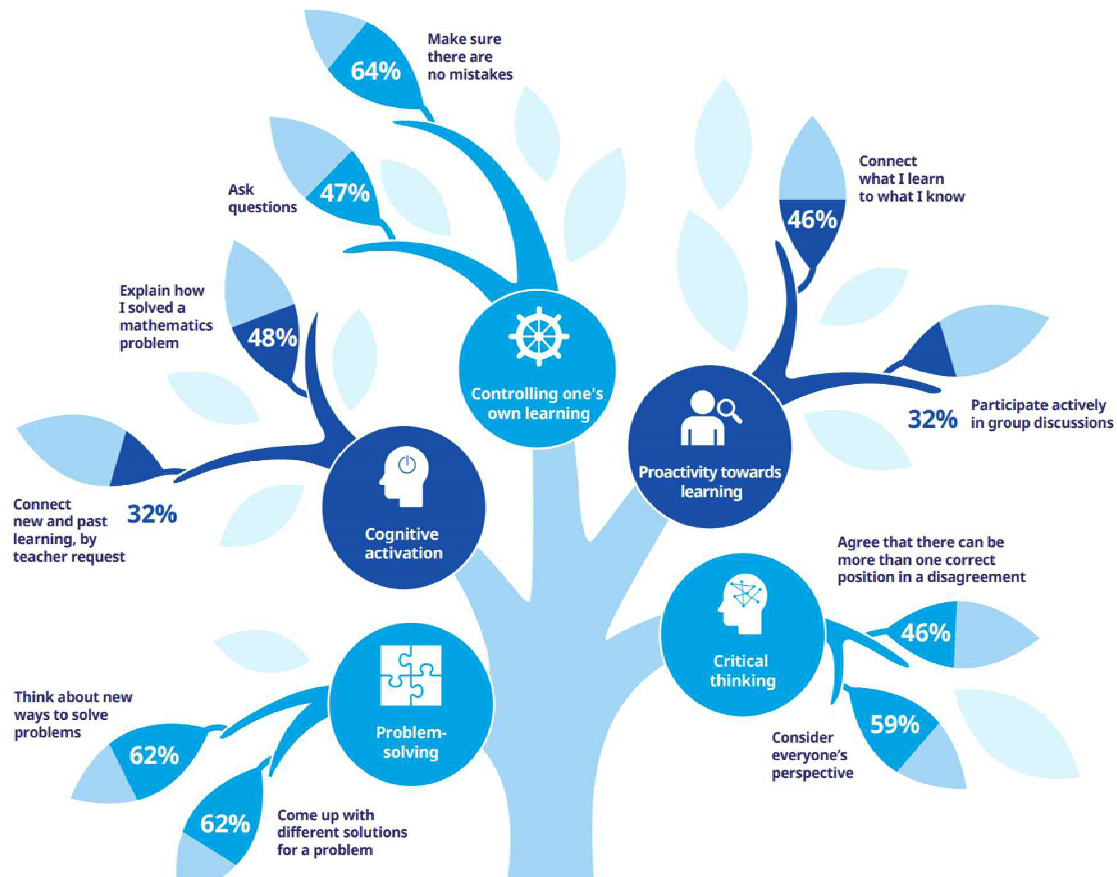 Make sure
there are
no mistakes
64%
Ask
questions
47%
Connect
what I learn
to what I know
46%
Explain how
I solved a
mathematics
problem
48%
Controlling one's
own learning
Participate actively
in group discussions
32%
Proactivity towards
learning
Connect
new and past
learning, by
teacher request
32%
Cognitive
activation
Agree that there can be
more than one correct
position in a disagreement
46%
Critical
thinking
Think about new
ways to solve
problems
62%
Problem-
solving
Consider
everyone's
perspective
59%
62%
Come up with
different solutions
for a problem